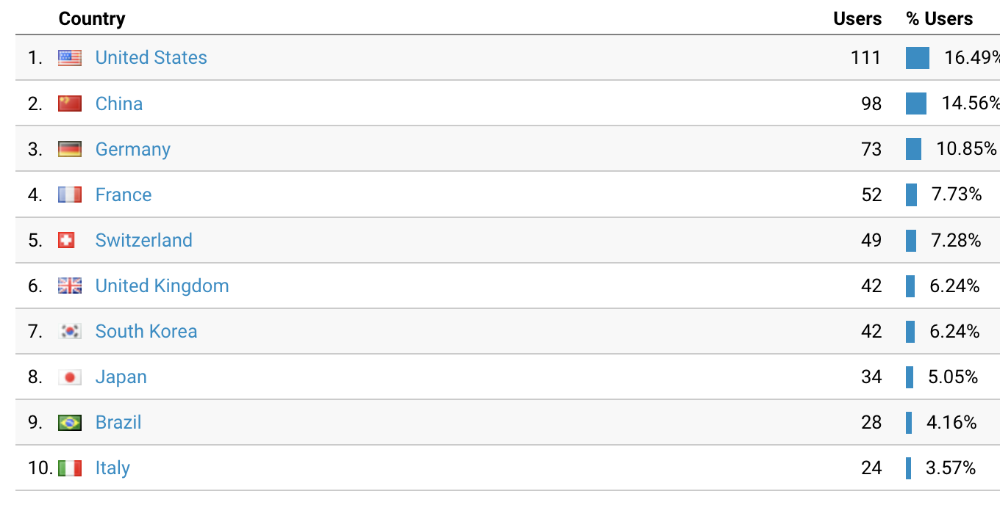 Country Users % Users
1. United States 111 16.49%
2. China 98 14.56%
3. Germany 73 10.85%
4. France 52 7.73%
5. Switzerland 49 7.28%
6. United Kingdom 42 6.24%
7. South Korea 42 6.24%
8. Japan 34 5.05%
9. Brazil 28 4.16%
10. Italy 24 3.57%